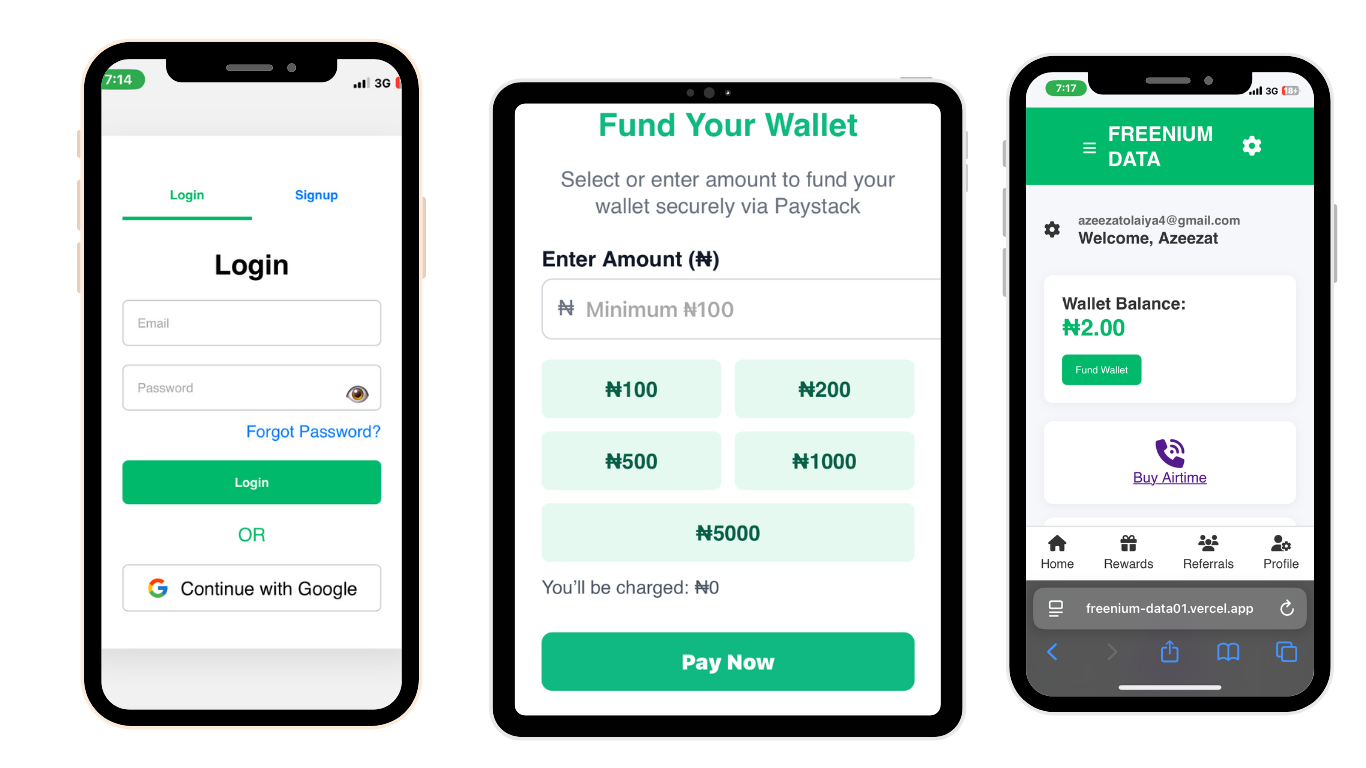 7:14
3G
Login
Signup
Login
Email
Password
Forgot Password?
Login
OR
Continue with Google
Fund Your Wallet
Select or enter amount to fund your
wallet securely via Paystack
Enter Amount (₦)
₦ Minimum ₦100
₦100
₦200
₦500
₦1000
₦5000
You’ll be charged: ₦0
Pay Now
7:17
3G 18
FREENIUM
DATA
azeezatolaiya4@gmail.com
Welcome, Azeezat
Wallet Balance:
₦2.00
Fund Wallet
Buy Airtime
Home
Rewards
Referrals
Profile
freenium-data01.vercel.app